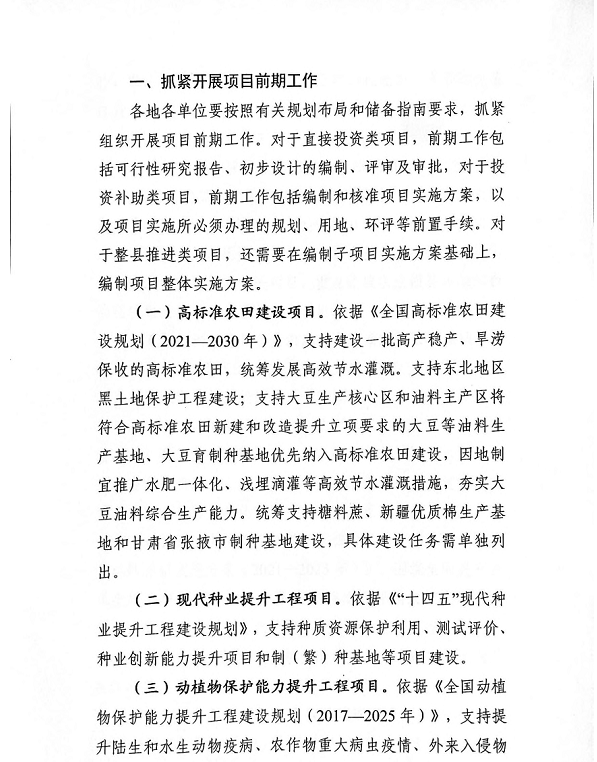 一、抓紧开展项目前期工作
各地各单位要按照有关规划布局和储备指南要求，抓紧
组织开展项目前期工作。对于直接投资类项目，前期工作包
括可行性研究报告、初步设计的编制、评审及审批，对于投
资补助类项目，前期工作包括编制和核准项目实施方案，以
及项目实施所必须办理的规划、用地、环评等前置手续。对
于整县推进类项目，还需要在编制子项目实施方案基础上，
编制项目整体实施方案。
（一）高标准农田建设项目。依据《全国高标准农田建
设规划（2021—2030年）》，支持建设一批高产稳产、旱涝
保收的高标准农田，统筹发展高效节水灌溉。支持东北地区
黑土地保护工程建设；支持大豆生产核心区和油料主产区将
符合高标准农田新建和改造提升立项要求的大豆等油料生
产基地、大豆育制种基地优先纳入高标准农田建设，因地制
宜推广水肥一体化、浅埋滴灌等高效节水灌溉措施，夯实大
豆油料综合生产能力。统筹支持糖料蔗、新疆优质棉生产基
地和甘肃省张掖市制种基地建设，具体建设任务需单独列
出。
（二）现代种业提升工程项目。依据《“十四五”现代种
业提升工程建设规划》，支持种质资源保护利用、测试评价、
种业创新能力提升项目和制（繁）种基地等项目建设。
（三）动植物保护能力提升工程项目。依据《全国动植
物保护能力提升工程建设规划（2017—2025年）》，支持提
升陆生和水生动物疫病、农作物重大病虫疫情、外来入侵物